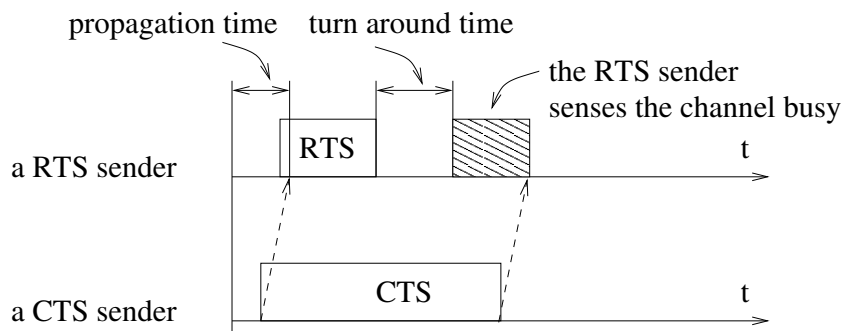 propagation time
turn around time
the RTS sender
senses the channel busy
RTS
t
a RTS sender
CTS
t
a CTS sender